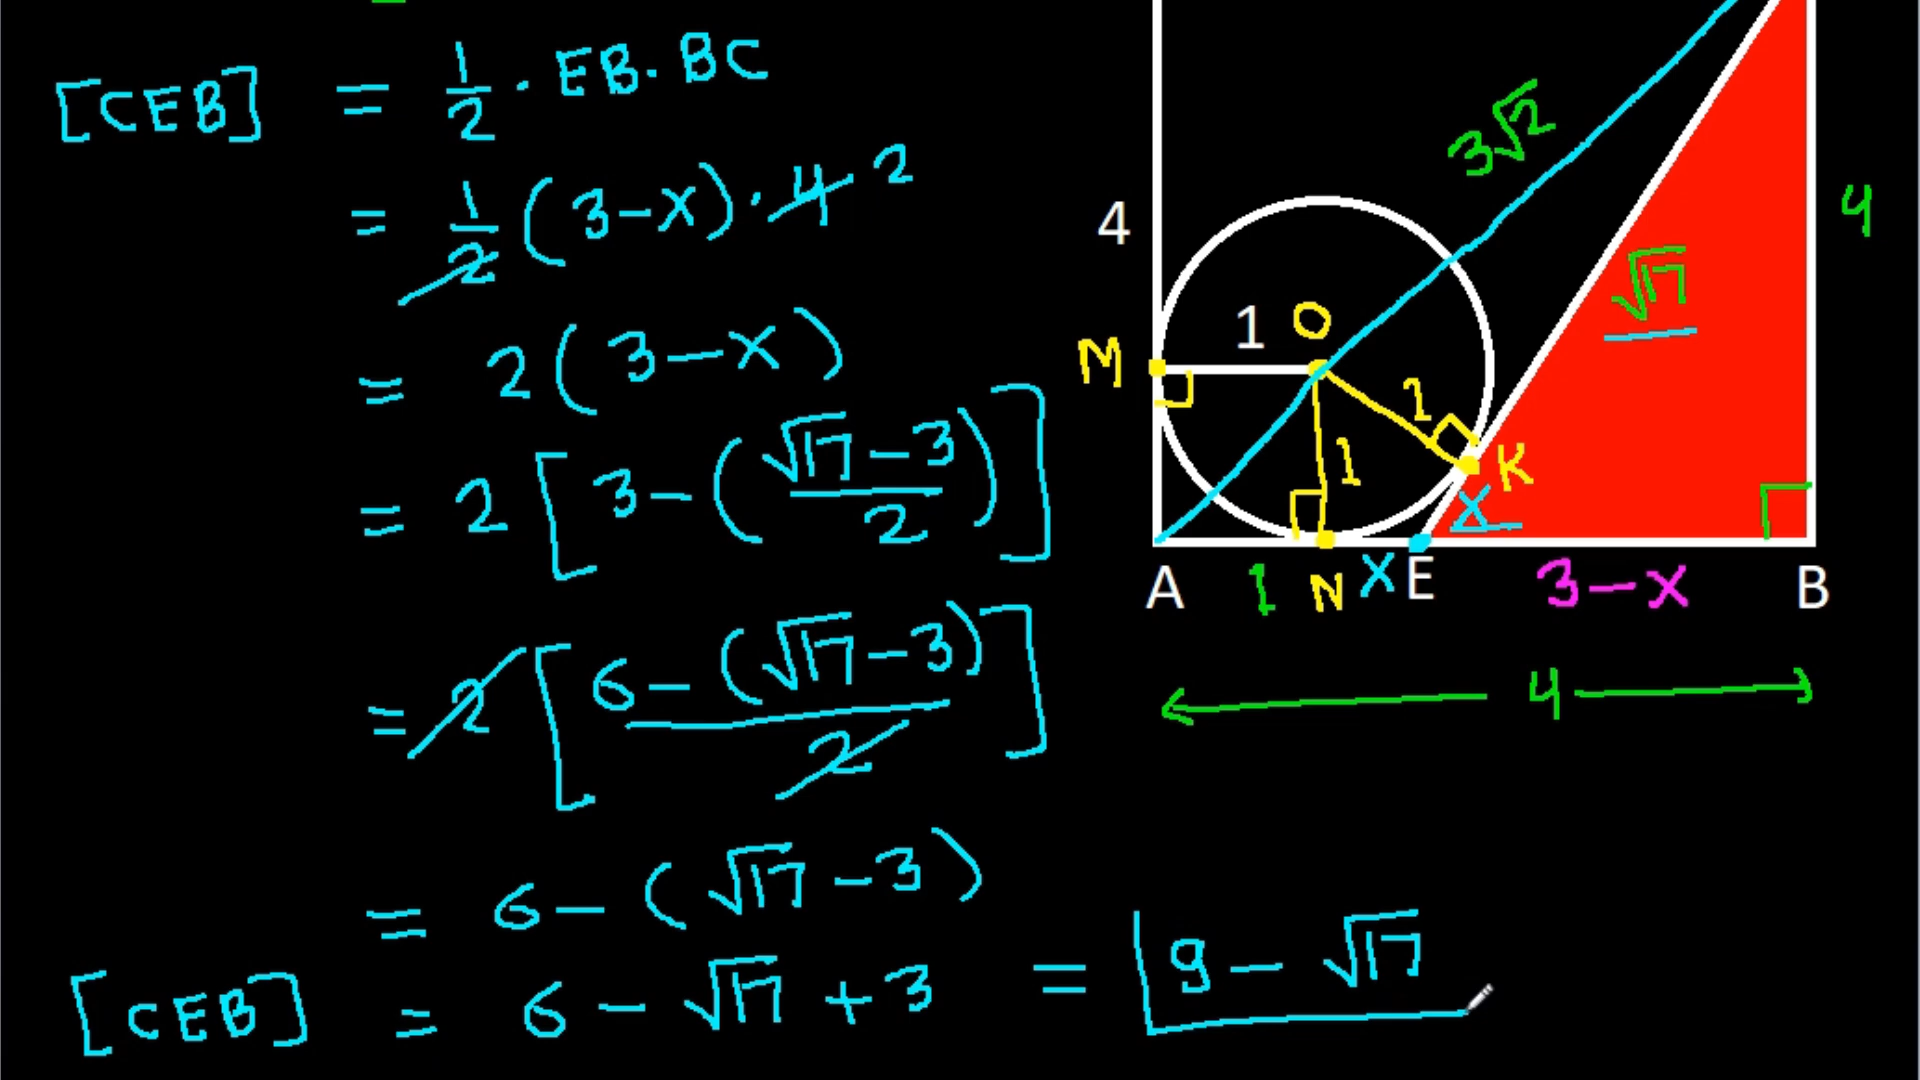 [CEB] = 1/2 · EB · BC
= 1/2 (3-x) · 4 2
= 2(3-x)
= 2[3-(√17-3/2)]
= 2[6-(√17-3)/2]
= 6-(√17-3)
[CEB] = 6-√17+3 = 9-√17
3√2
4
4
√17
1
O
M
1
1
K
x
A
1
N
x
E
3-x
B
4